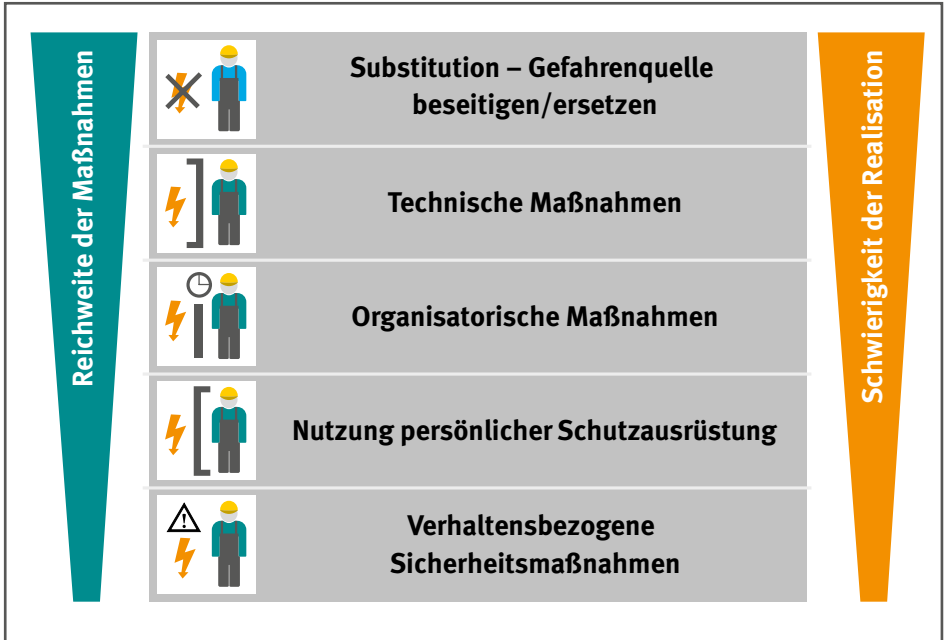 Reichweite der Maßnahmen
Substitution – Gefahrenquelle
beseitigen/ersetzen
Technische Maßnahmen
Organisatorische Maßnahmen
Nutzung persönlicher Schutzausrüstung
Verhaltensbezogene
Sicherheitsmaßnahmen
Schwierigkeit der Realisation